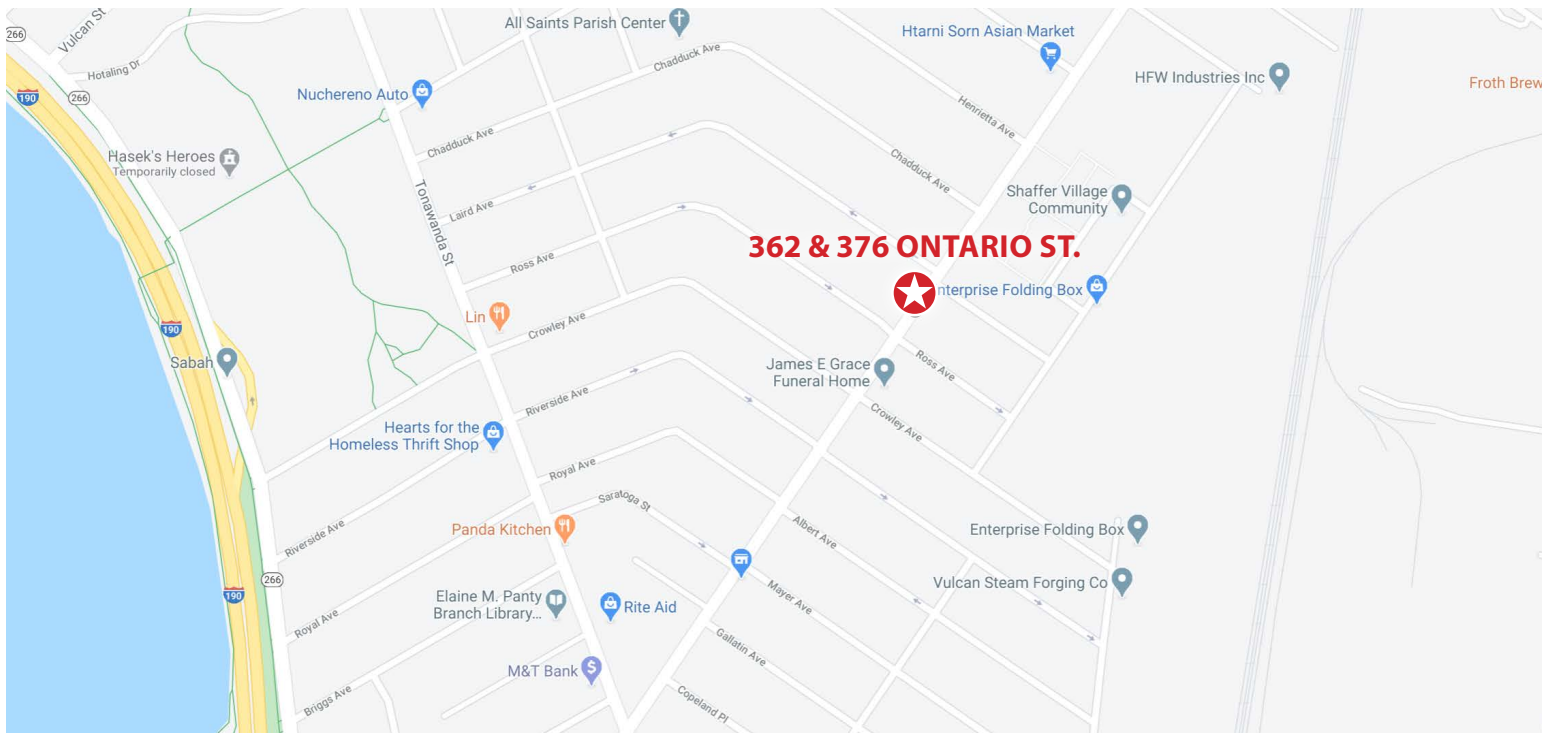 266
Vulcan St
Hotaling Dr
190
266
All Saints Parish Center
Chadduck Ave
Htarni Sorn Asian Market
HFW Industries Inc
Froth Brew
Nuchereno Auto
Henrietta Ave
Chadduck Ave
Chadduck Ave
Hasek's Heroes
Temporarily closed
Tonawanda St
Laird Ave
Shaffer Village
Community
362 & 376 ONTARIO ST.
Ross Ave
nterprise Folding Box
Lin
Crowley Ave
190
Sabah
James E Grace
Funeral Home
Ross Ave
Crowley Ave
Riverside Ave
Hearts for the
Homeless Thrift Shop
Royal Ave
Saratoga St
Panda Kitchen
Albert Ave
Enterprise Folding Box
Riverside Ave
266
190
Elaine M. Panty
Branch Library...
Rite Aid
Mayer Ave
Vulcan Steam Forging Co
Royal Ave
Gallatin Ave
M&T Bank
$
Briggs Ave
Copeland Pl